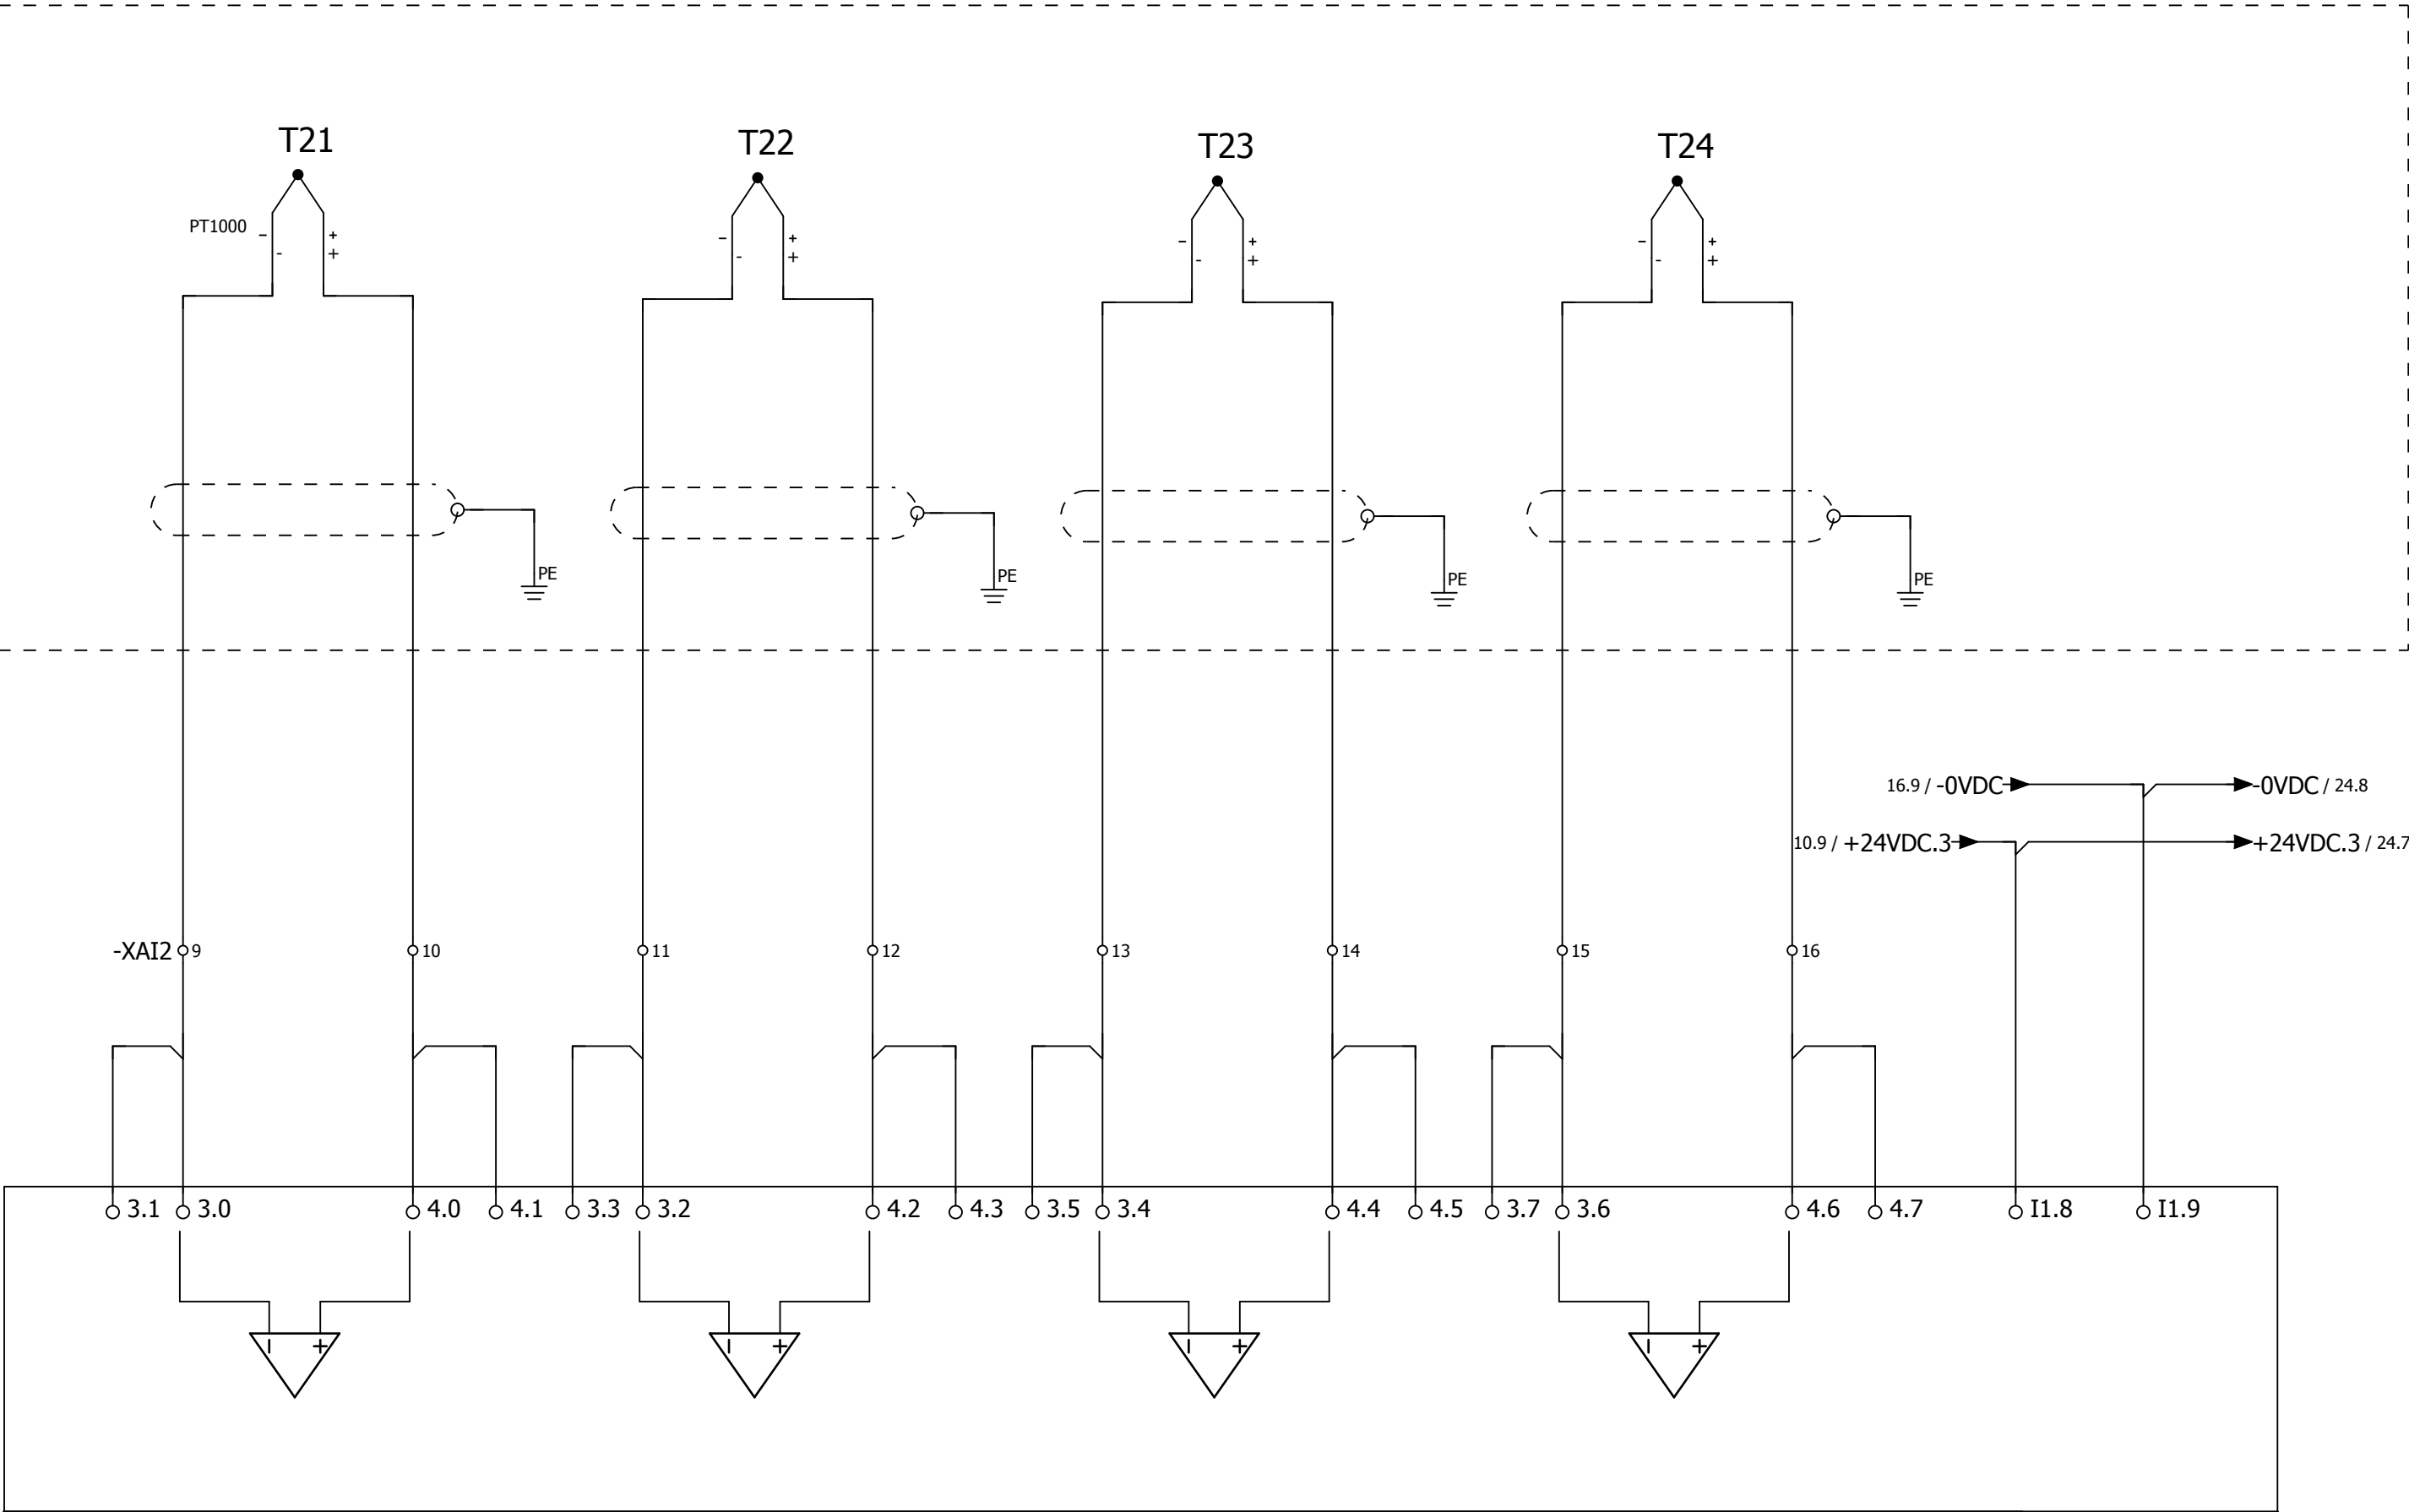 T21 T22 T23 T24
PT1000 − + − + − + − +
- + - + - + - +
PE PE PE PE
16.9 / -0VDC -0VDC / 24.8
10.9 / +24VDC.3 +24VDC.3 / 24.7
-XAI2 9 10 11 12 13 14 15 16
3.1 3.0 4.0 4.1 3.3 3.2 4.2 4.3 3.5 3.4 4.4 4.5 3.7 3.6 4.6 4.7 I1.8 I1.9
− + − + − + − +